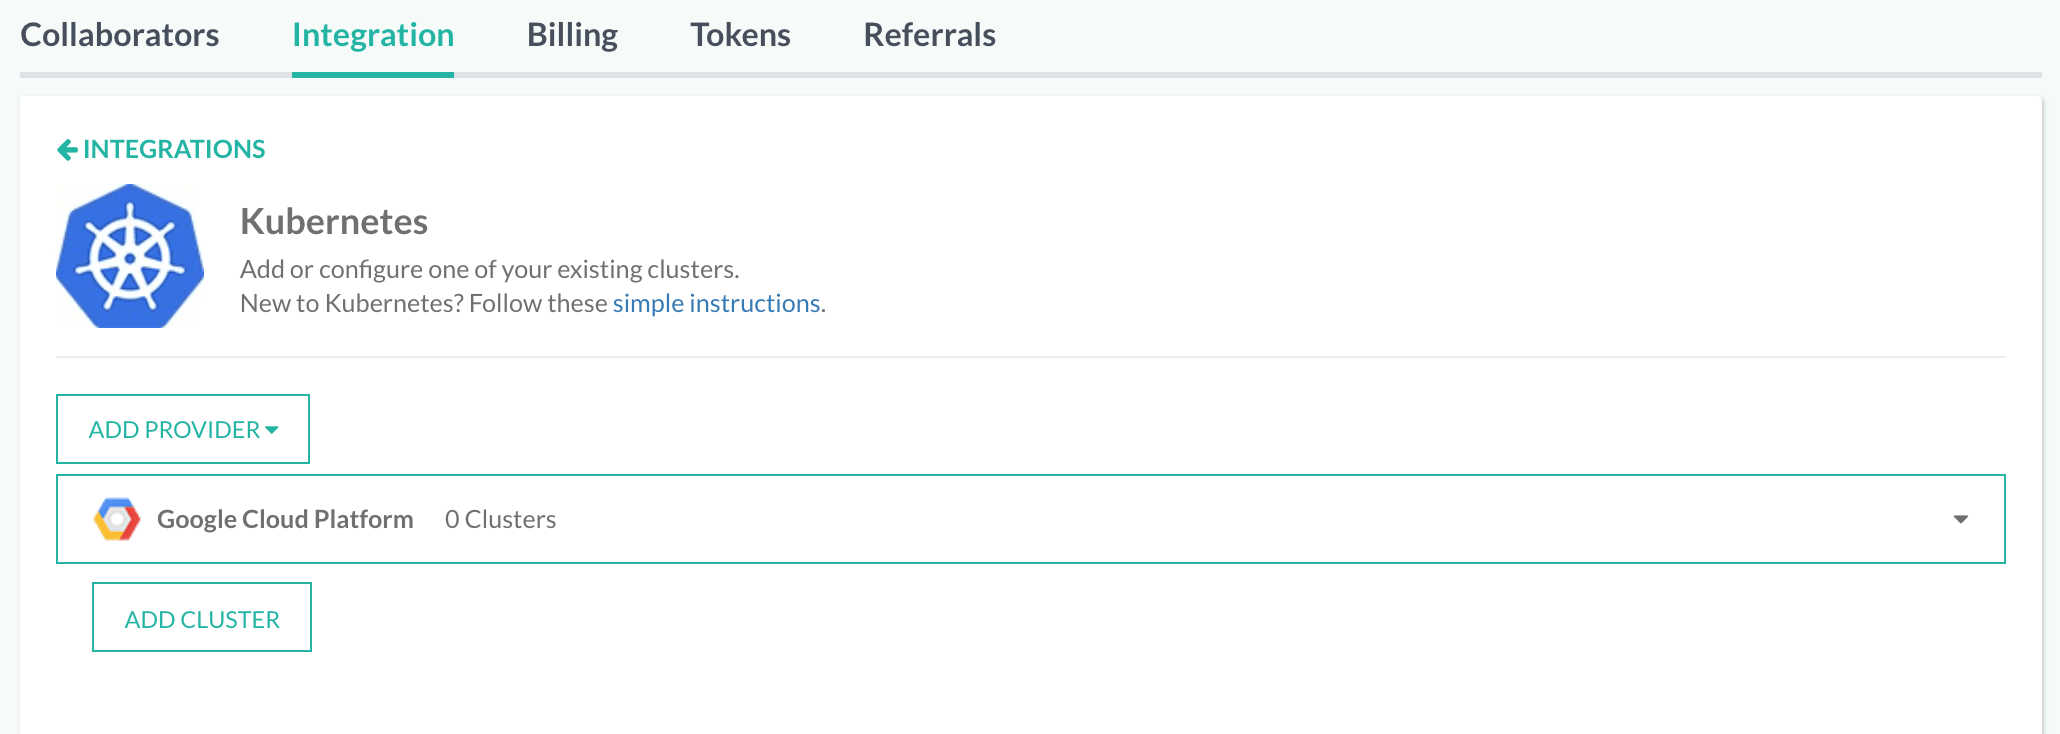 Collaborators Integration Billing Tokens Referrals
INTEGRATIONS
Kubernetes
Add or configure one of your existing clusters.
New to Kubernetes? Follow these simple instructions.
ADD PROVIDER
Google Cloud Platform 0 Clusters
ADD CLUSTER